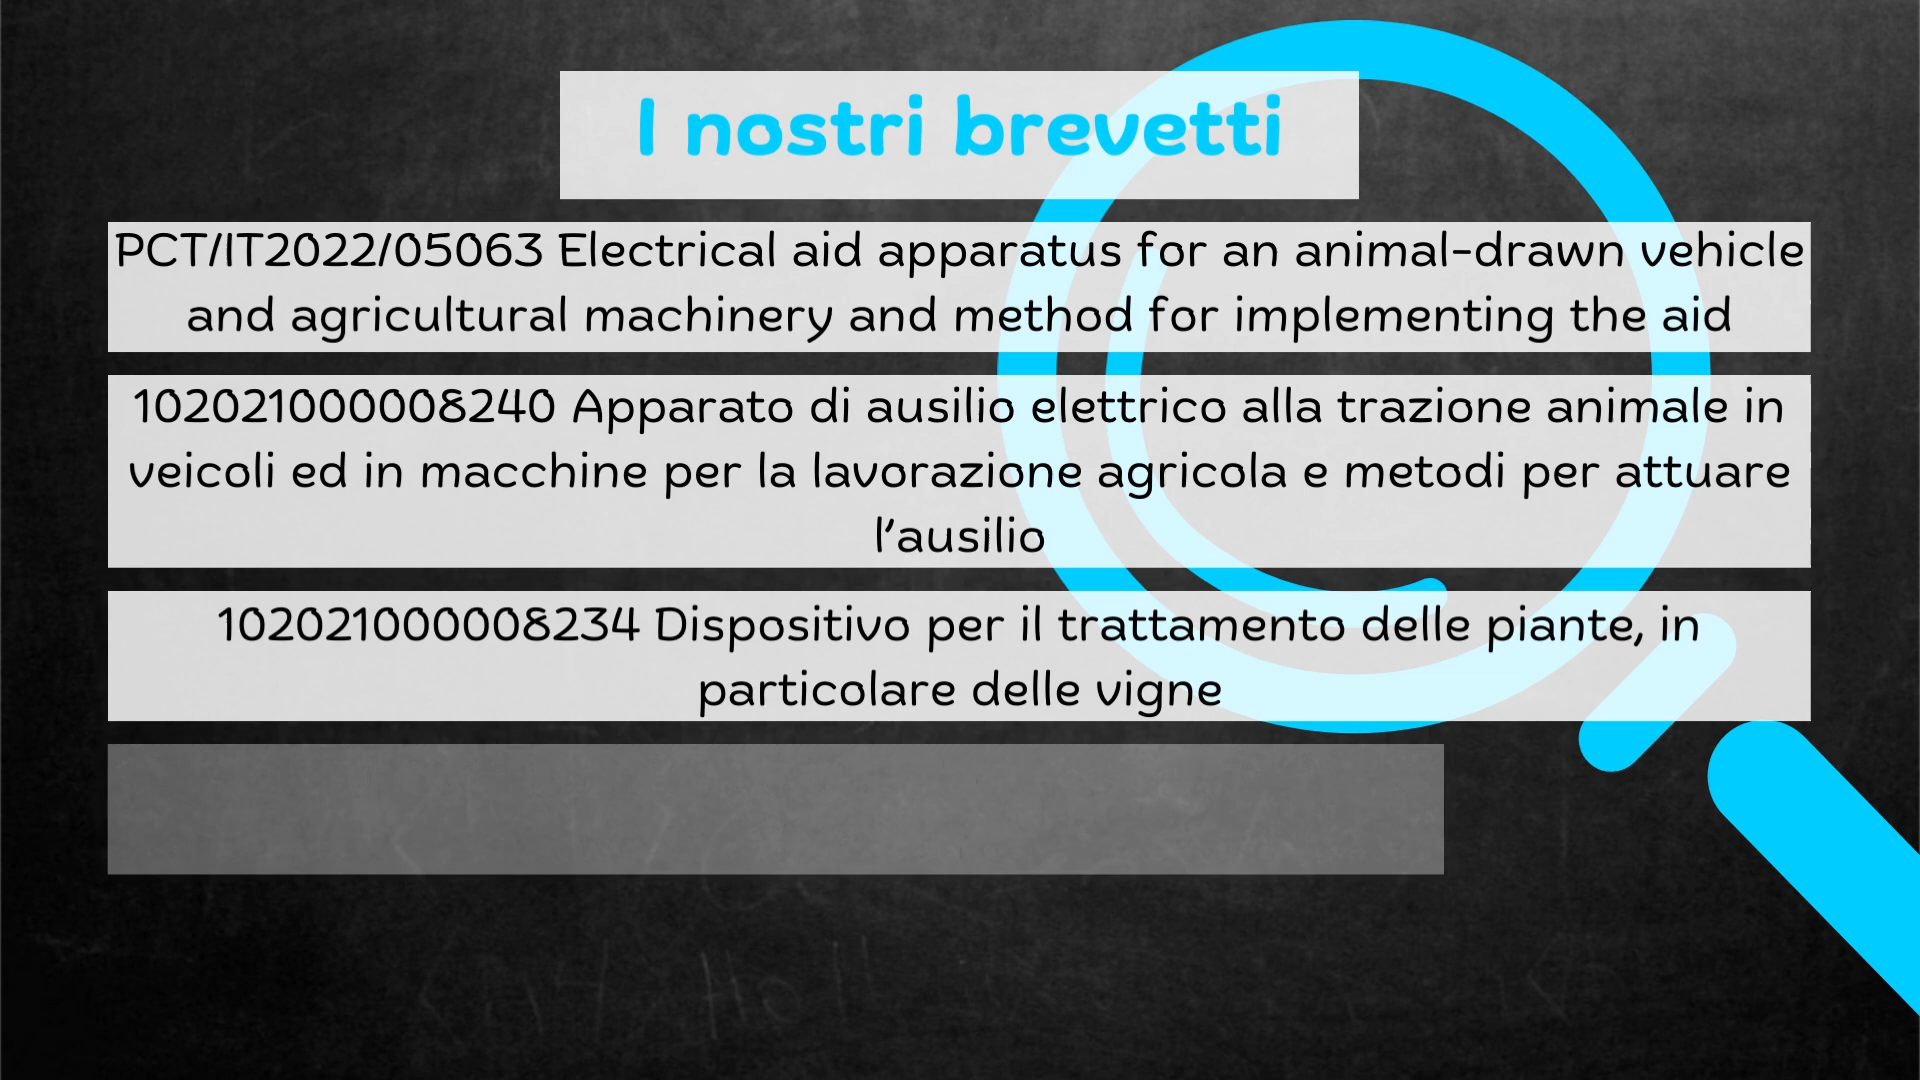 I nostri brevetti
PCT/IT2022/05063 Electrical aid apparatus for an animal-drawn vehicle
and agricultural machinery and method for implementing the aid
102021000008240 Apparato di ausilio elettrico alla trazione animale in
veicoli ed in macchine per la lavorazione agricola e metodi per attuare
l’ausilio
102021000008234 Dispositivo per il trattamento delle piante, in
particolare delle vigne